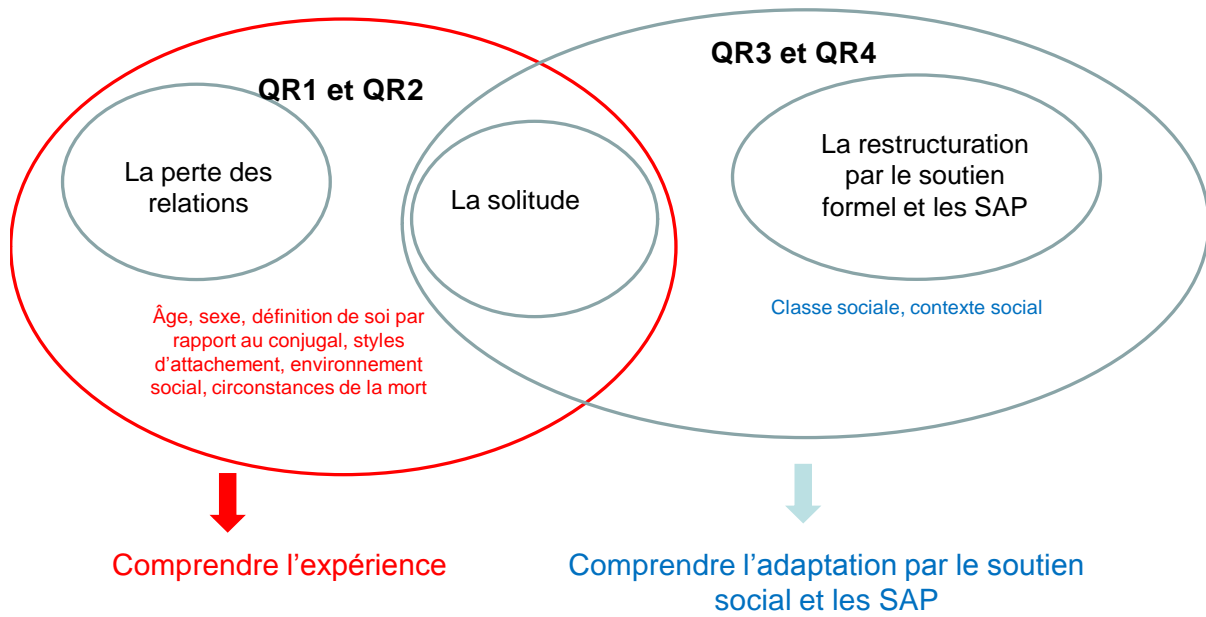 QR1 et QR2
La perte des
relations
Âge, sexe, définition de soi par
rapport au conjugal, styles
d’attachement, environnement
social, circonstances de la mort
La solitude
QR3 et QR4
La restructuration
par le soutien
formel et les SAP
Classe sociale, contexte social
Comprendre l’expérience
Comprendre l’adaptation par le soutien
social et les SAP